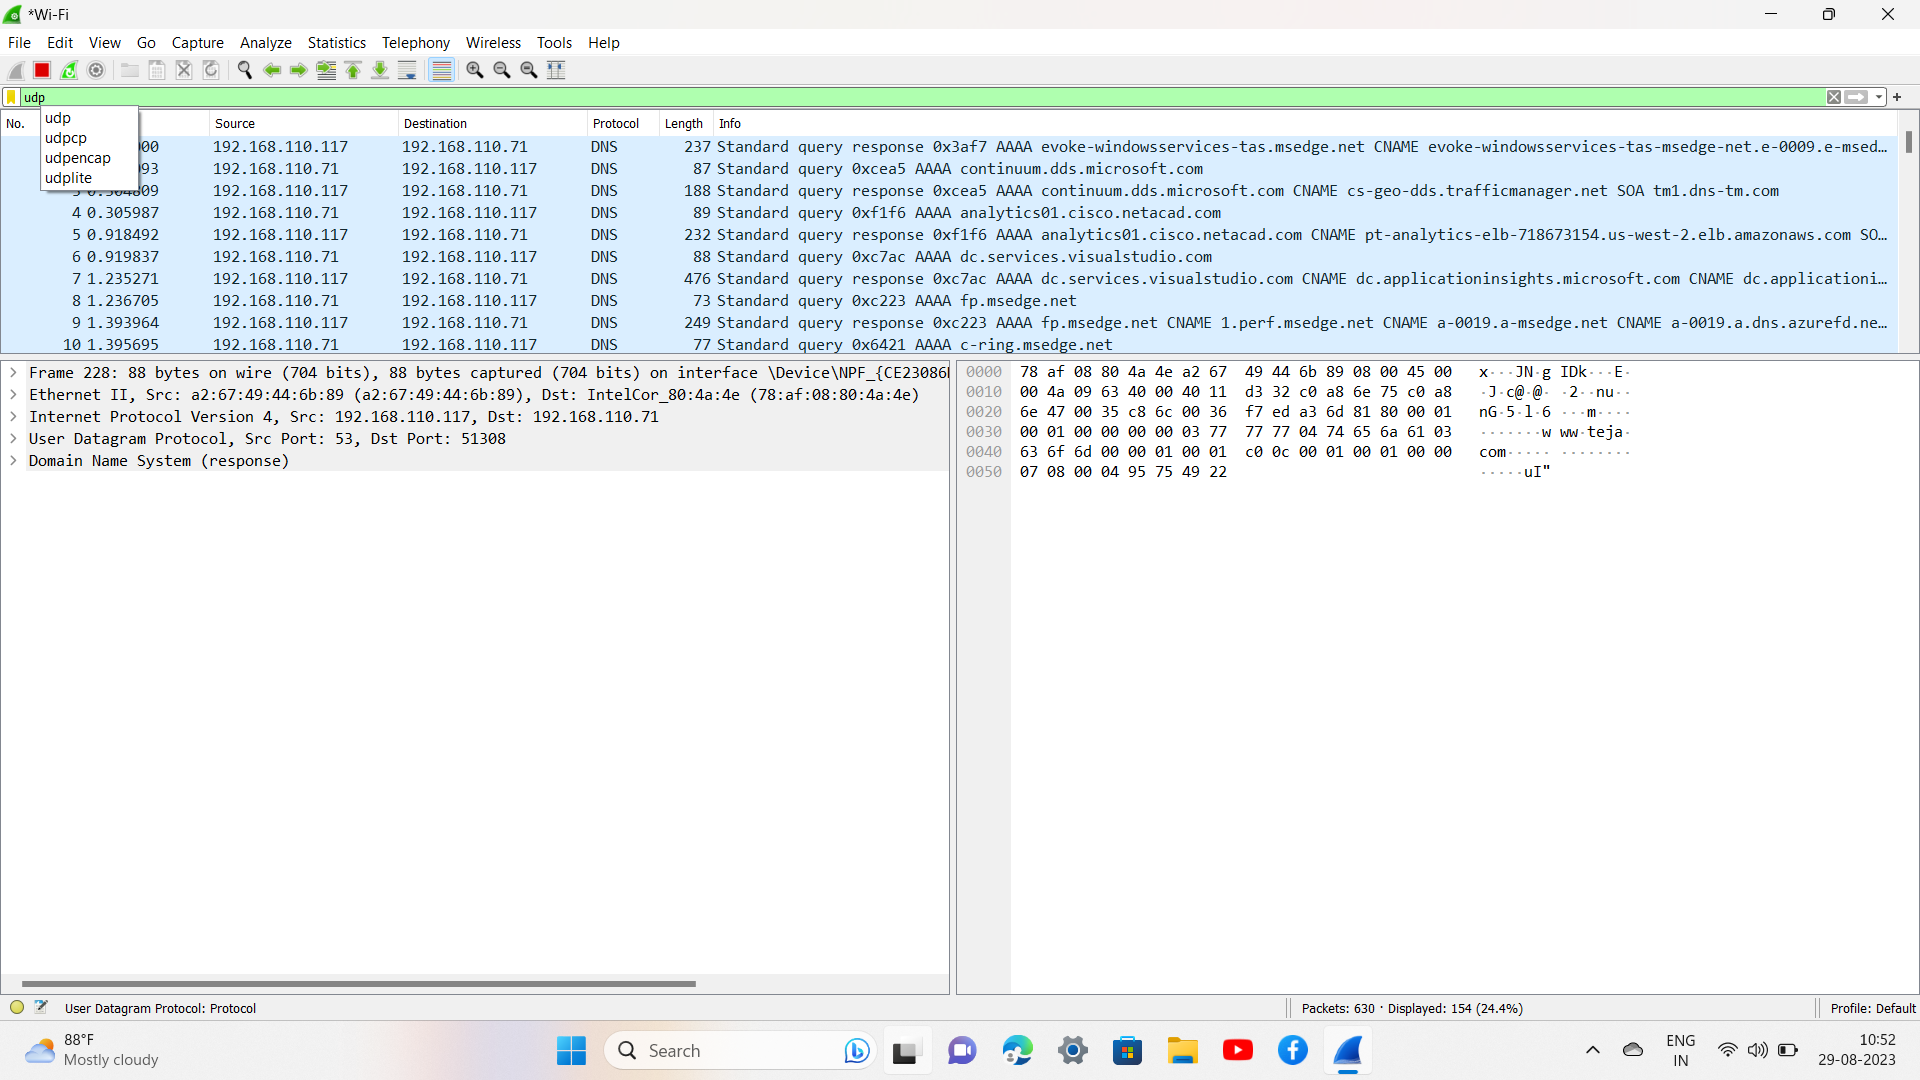 *Wi-Fi
File Edit View Go Capture Analyze Statistics Telephony Wireless Tools Help
udp
udp
udpcp
udpencap
udplite
No. Source Destination Protocol Length Info
00 192.168.110.117 192.168.110.71 DNS 237 Standard query response 0x3af7 AAAA evoke-windowsservices-tas.msedge.net CNAME evoke-windowsservices-tas-msedge-net.e-0009.e-msed…
93 192.168.110.71 192.168.110.117 DNS 87 Standard query 0xcea5 AAAA continuum.dds.microsoft.com
3 0.304809 192.168.110.117 192.168.110.71 DNS 188 Standard query response 0xcea5 AAAA continuum.dds.microsoft.com CNAME cs-geo-dds.trafficmanager.net SOA tm1.dns-tm.com
4 0.305987 192.168.110.71 192.168.110.117 DNS 89 Standard query 0xf1f6 AAAA analytics01.cisco.netacad.com
5 0.918492 192.168.110.117 192.168.110.71 DNS 232 Standard query response 0xf1f6 AAAA analytics01.cisco.netacad.com CNAME pt-analytics-elb-718673154.us-west-2.elb.amazonaws.com SO…
6 0.919837 192.168.110.71 192.168.110.117 DNS 88 Standard query 0xc7ac AAAA dc.services.visualstudio.com
7 1.235271 192.168.110.117 192.168.110.71 DNS 476 Standard query response 0xc7ac AAAA dc.services.visualstudio.com CNAME dc.applicationinsights.microsoft.com CNAME dc.applicationi…
8 1.236705 192.168.110.71 192.168.110.117 DNS 73 Standard query 0xc223 AAAA fp.msedge.net
9 1.393964 192.168.110.117 192.168.110.71 DNS 249 Standard query response 0xc223 AAAA fp.msedge.net CNAME 1.perf.msedge.net CNAME a-0019.a-msedge.net CNAME a-0019.a.dns.azurefd.ne…
10 1.395695 192.168.110.71 192.168.110.117 DNS 77 Standard query 0x6421 AAAA c-ring.msedge.net
Frame 228: 88 bytes on wire (704 bits), 88 bytes captured (704 bits) on interface \Device\NPF_{CE23086
Ethernet II, Src: a2:67:49:44:6b:89 (a2:67:49:44:6b:89), Dst: IntelCor_80:4a:4e (78:af:08:80:4a:4e)
Internet Protocol Version 4, Src: 192.168.110.117, Dst: 192.168.110.71
User Datagram Protocol, Src Port: 53, Dst Port: 51308
Domain Name System (response)
0000 78 af 08 80 4a 4e a2 67 49 44 6b 89 08 00 45 00 x···JN·g IDk···E·
0010 00 4a 09 63 40 00 40 11 d3 32 c0 a8 6e 75 c0 a8 ·J·c@·@· ·2··nu··
0020 6e 47 00 35 c8 6c 00 36 f7 ed a3 6d 81 80 00 01 nG·5·l·6 ···m····
0030 00 01 00 00 00 00 03 77 77 77 04 74 65 6a 61 03 ·······w ww·teja·
0040 63 6f 6d 00 00 01 00 01 c0 0c 00 01 00 01 00 00 com····· ········
0050 07 08 00 04 95 75 49 22 ·····uI"
User Datagram Protocol: Protocol
Packets: 630 · Displayed: 154 (24.4%)
Profile: Default
88°F
Mostly cloudy
Search
ENG
IN
10:52
29-08-2023